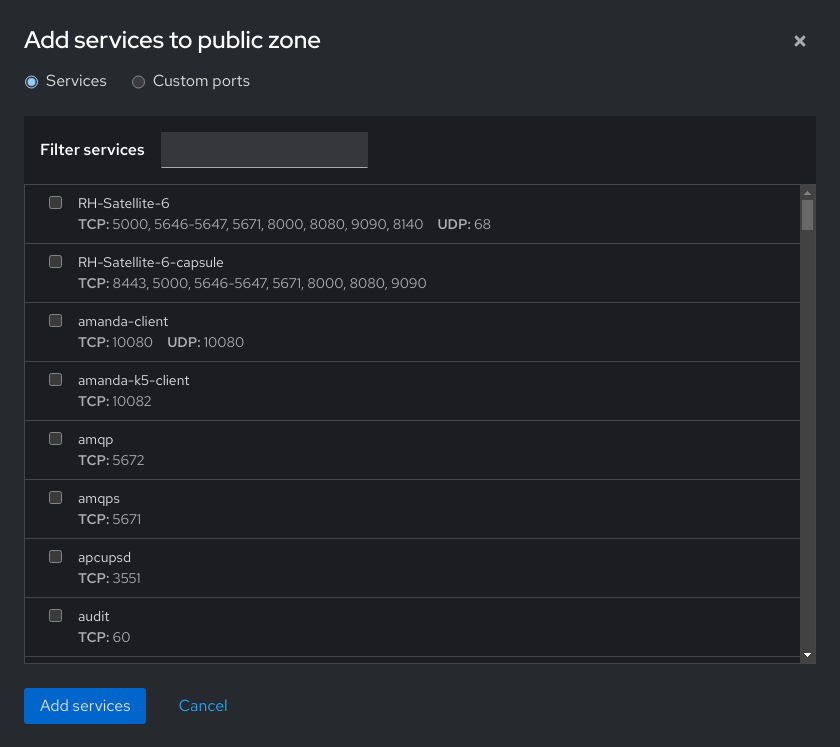 Add services to public zone
Services Custom ports
Filter services
RH-Satellite-6
TCP: 5000, 5646-5647, 5671, 8000, 8080, 9090, 8140 UDP: 68
RH-Satellite-6-capsule
TCP: 8443, 5000, 5646-5647, 5671, 8000, 8080, 9090
amanda-client
TCP: 10080 UDP: 10080
amanda-k5-client
TCP: 10082
amqp
TCP: 5672
amqps
TCP: 5671
apcupsd
TCP: 3551
audit
TCP: 60
Add services Cancel